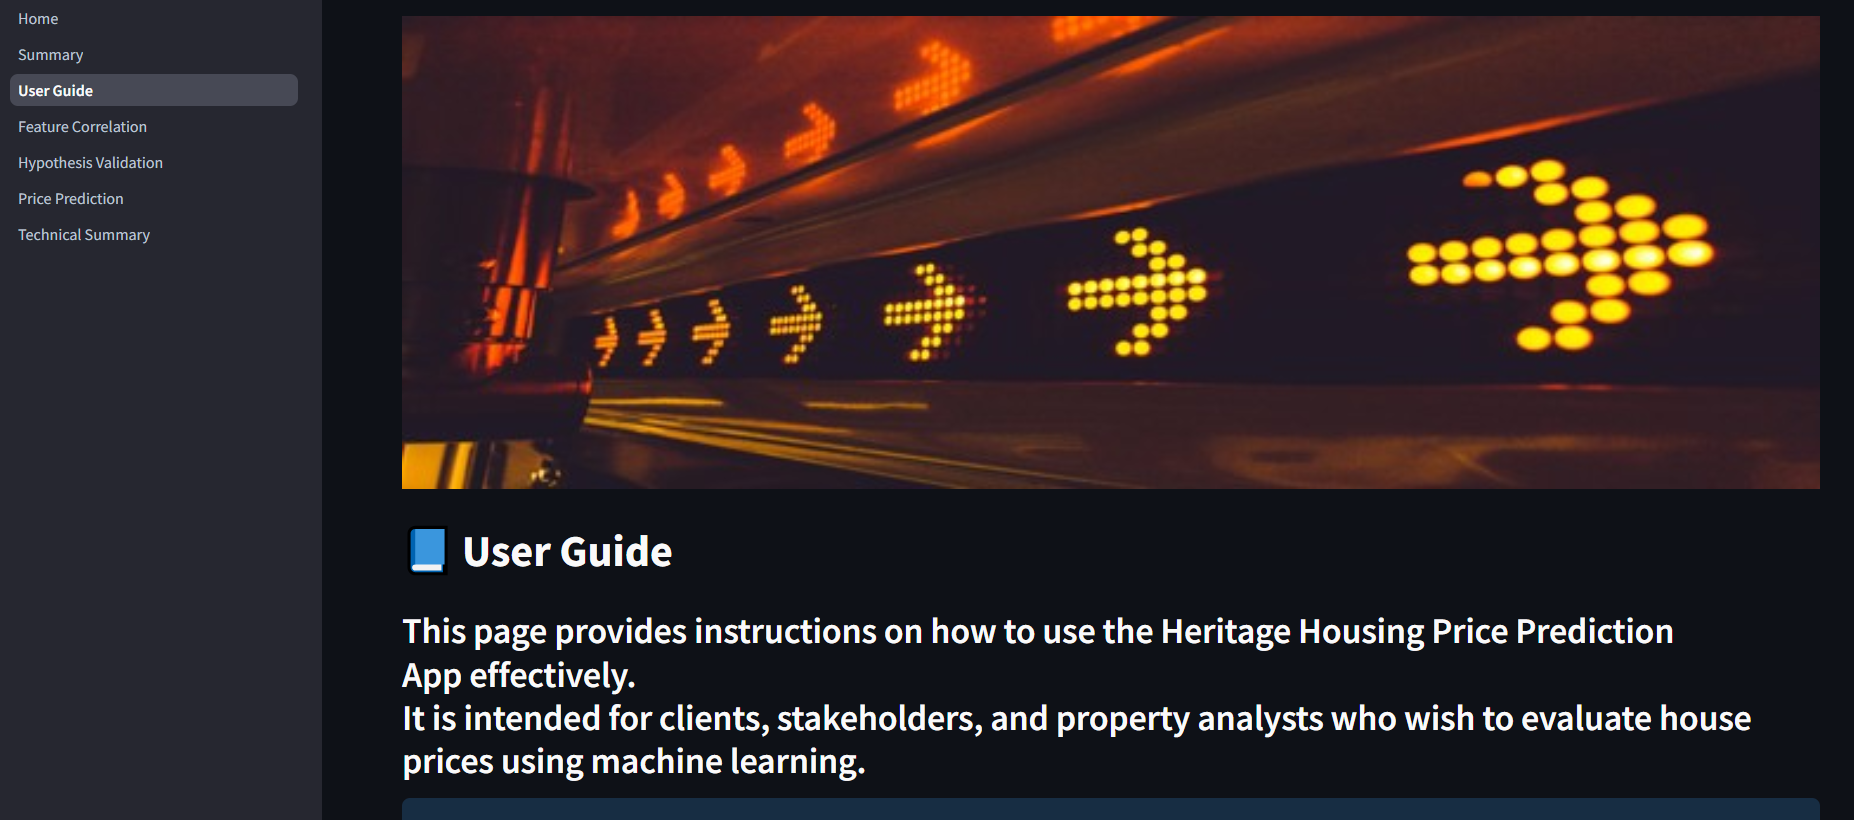 Home
Summary
User Guide
Feature Correlation
Hypothesis Validation
Price Prediction
Technical Summary
User Guide
This page provides instructions on how to use the Heritage Housing Price Prediction
App effectively.
It is intended for clients, stakeholders, and property analysts who wish to evaluate house
prices using machine learning.